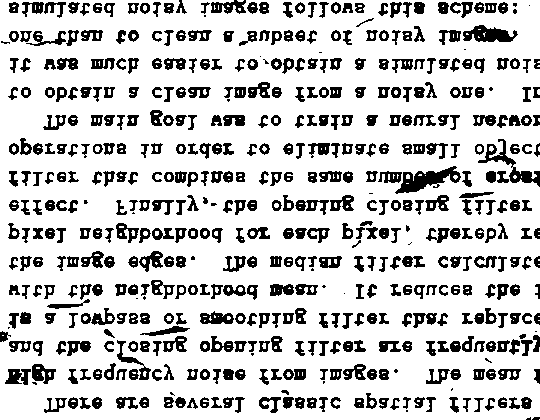 There are several classic spatial filters
high frequency noise from images. The mean f
and the closing opening filter are frequently
is a lowpass or smoothing filter that replace
with the neighborhood mean. It reduces the i
the image edges. The median filter calculate
pixel neighborhood for each pixel, thereby re
effect. Finally, the opening closing filter
filter that combines the same number of eros
operations in order to eliminate small object
The main goal was to train a neural networ
to obtain a clean image from a noisy one. In
it was much easier to obtain a simulated nois
one than to clean a subset of noisy images.
simulated noisy images follows this scheme: